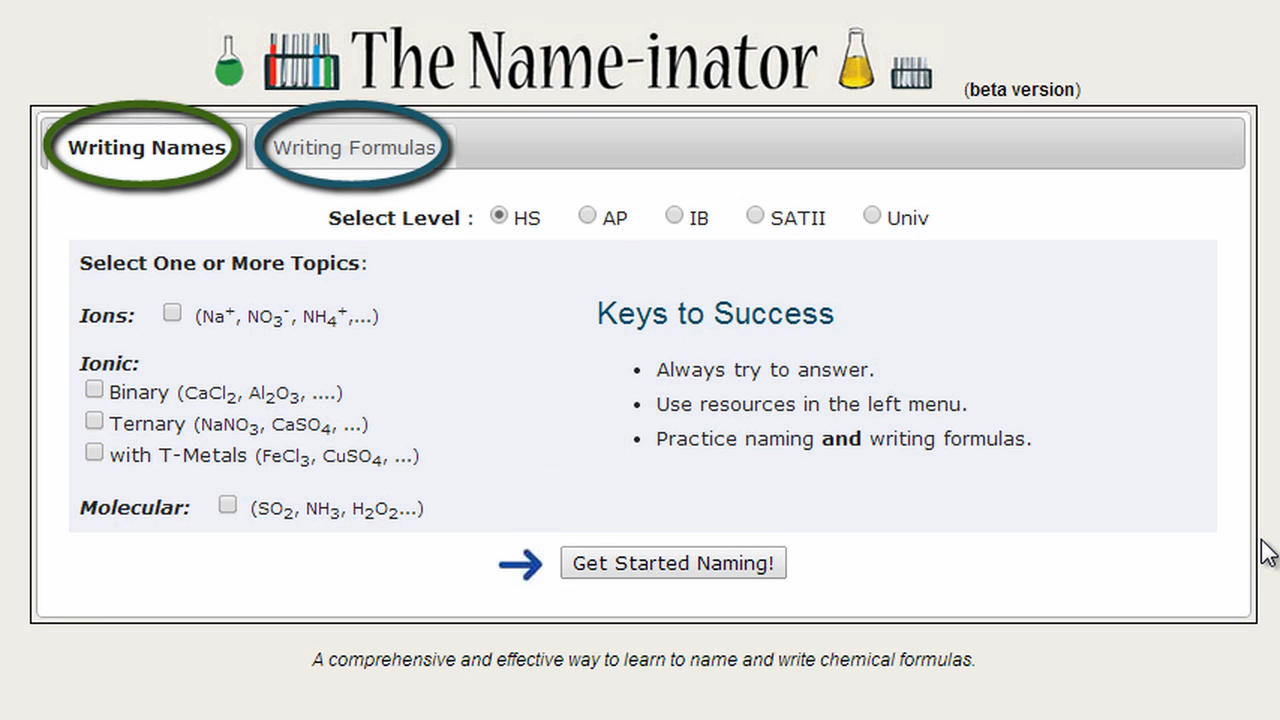 The Name-inator
(beta version)
Writing Names Writing Formulas
Select Level : HS AP IB SATII Univ
Select One or More Topics:
Ions: (Na⁺, NO₃⁻, NH₄⁺,...)
Ionic:
Binary (CaCl₂, Al₂O₃, ....)
Ternary (NaNO₃, CaSO₄, ...)
with T-Metals (FeCl₃, CuSO₄, ...)
Molecular: (SO₂, NH₃, H₂O₂...)
Keys to Success
• Always try to answer.
• Use resources in the left menu.
• Practice naming and writing formulas.
Get Started Naming!
A comprehensive and effective way to learn to name and write chemical formulas.